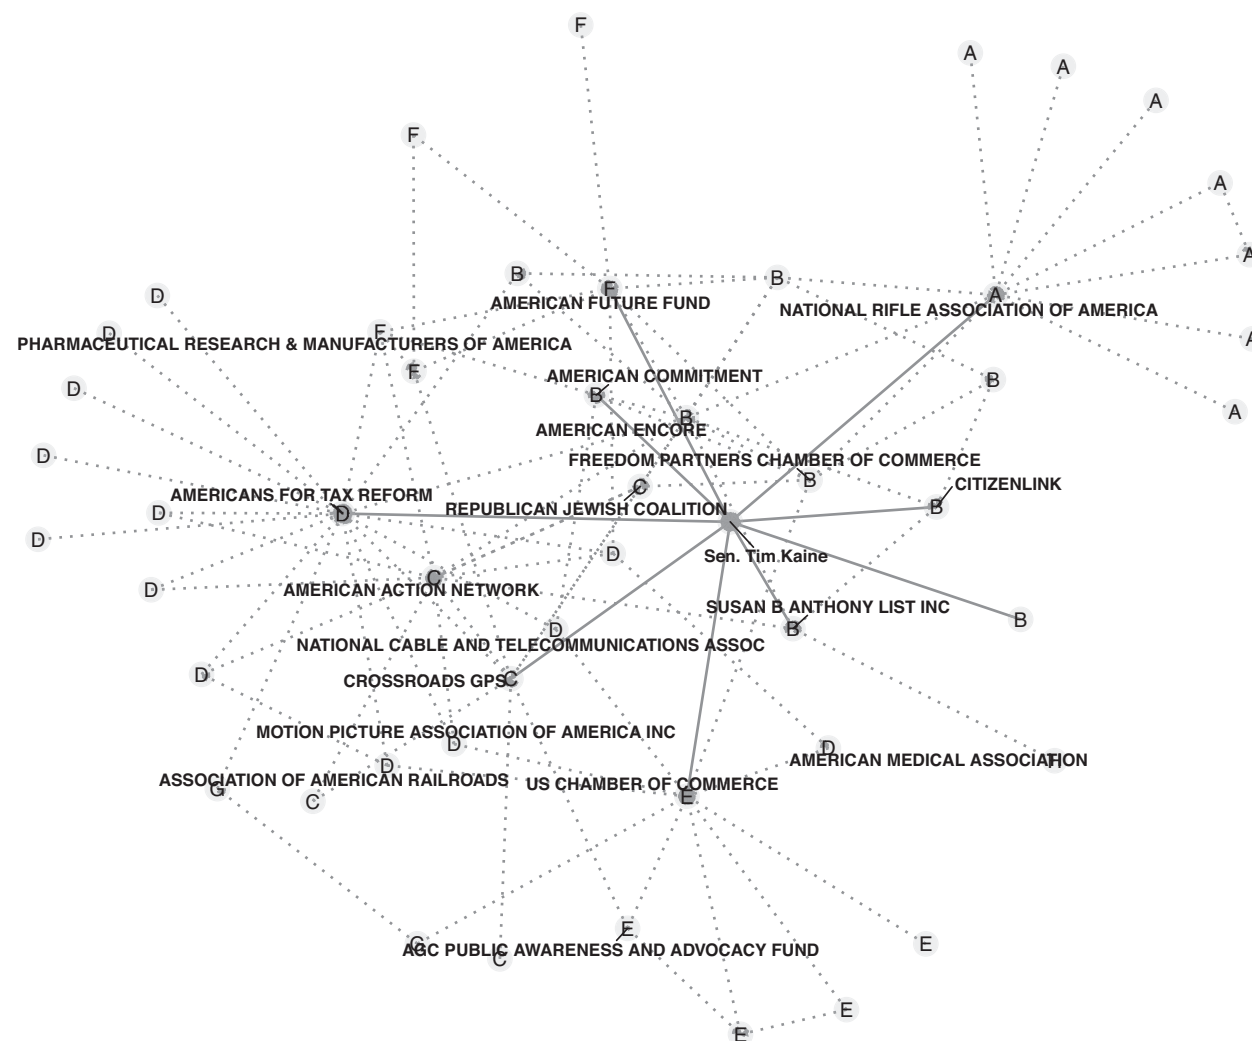 F
A
A
A
F
A
A
B
F
B
A
AMERICAN FUTURE FUND
NATIONAL RIFLE ASSOCIATION OF AMERICA
D
D
F
A
PHARMACEUTICAL RESEARCH & MANUFACTURERS OF AMERICA
F
AMERICAN COMMITMENT
B
D
B
A
B
AMERICAN ENCORE
D
FREEDOM PARTNERS CHAMBER OF COMMERCE
B
CITIZENLINK
C
AMERICANS FOR TAX REFORM
REPUBLICAN JEWISH COALITION
B
D
D
D
Sen. Tim Kaine
D
C
D
AMERICAN ACTION NETWORK
SUSAN B ANTHONY LIST INC
B
B
D
NATIONAL CABLE AND TELECOMMUNICATIONS ASSOC
D
CROSSROADS GPS
C
MOTION PICTURE ASSOCIATION OF AMERICA INC
D
D
AMERICAN MEDICAL ASSOCIATION
D
ASSOCIATION OF AMERICAN RAILROADS
US CHAMBER OF COMMERCE
G
C
E
E
G
E
AGC PUBLIC AWARENESS AND ADVOCACY FUND
C
E
E